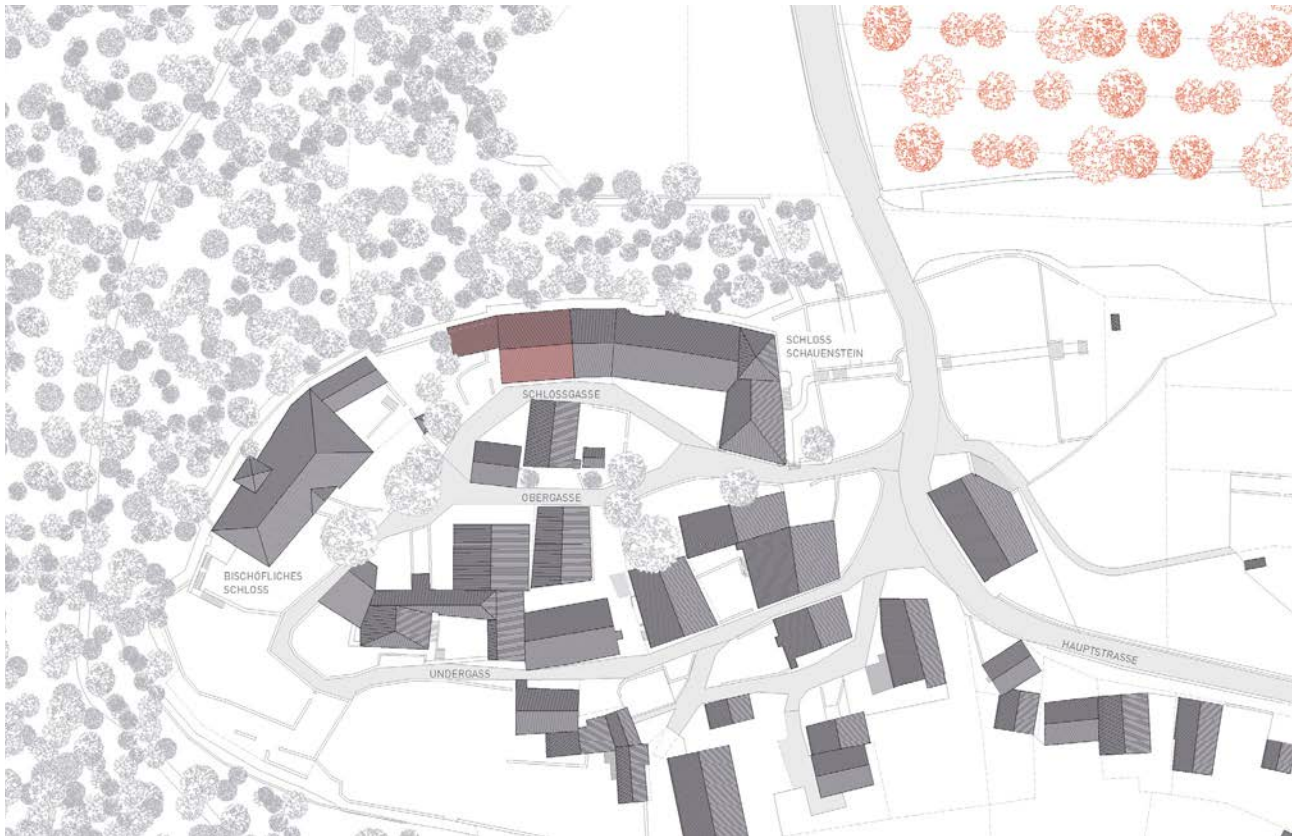 SCHLOSS
SCHAUENSTEIN
SCHLOSSGASSE
OBERGASSE
BISCHÖFLICHES
SCHLOSS
HAUPTSTRASSE
UNDERGASS